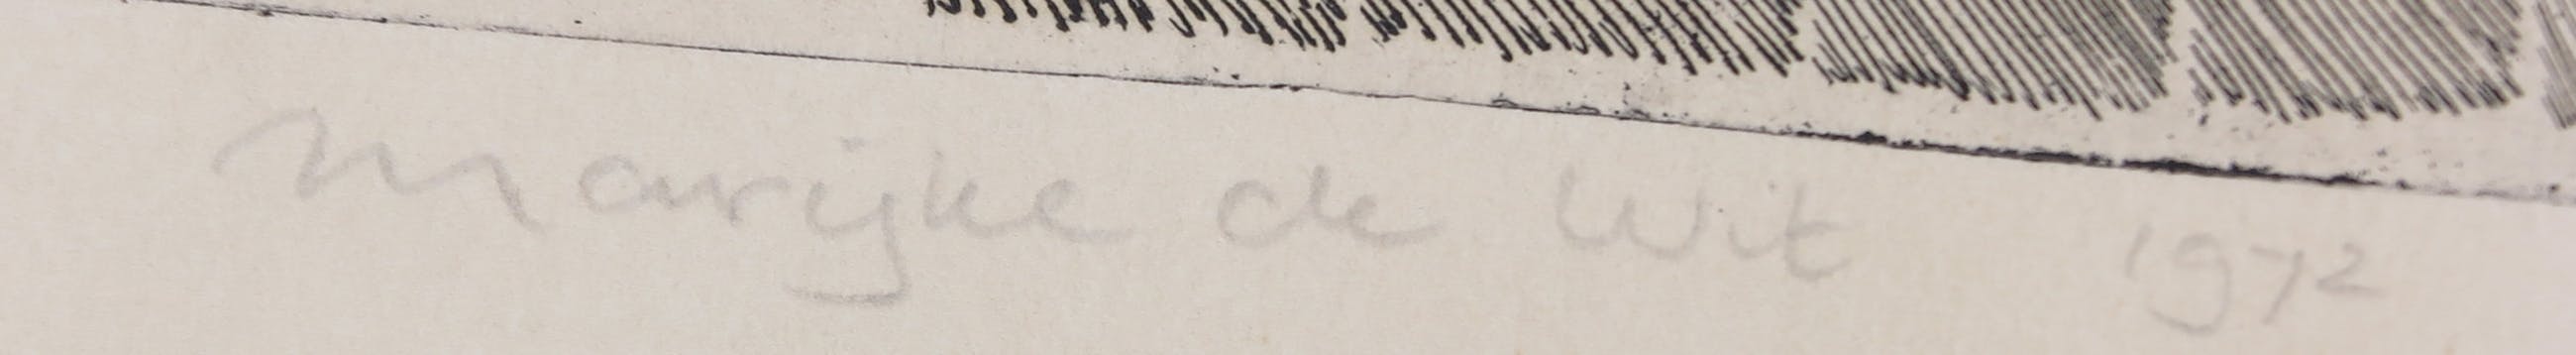 Marijke de Wit 1972